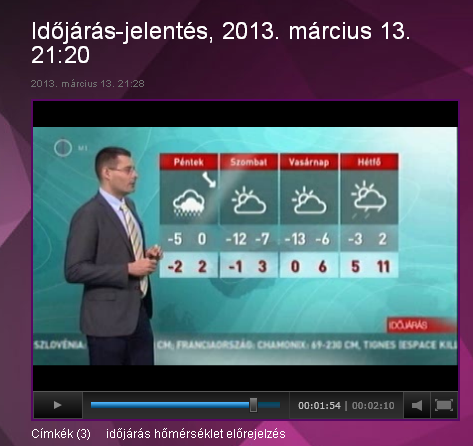 Időjárás-jelentés, 2013. március 13.
21:20
2013. március 13. 21:28
M1
Péntek Szombat Vasárnap Hétfő
-5 0 -12 -7 -13 -6 -3 2
-2 2 -1 3 0 6 5 11
IDŐJÁRÁS
SZLOVÉNIA: CM; FRANCIAORSZÁG: CHAMONIX: 69-230 CM, TIGNES (ESPACE KILL
00:01:54 | 00:02:10
Címkék (3) időjárás hőmérséklet előrejelzés